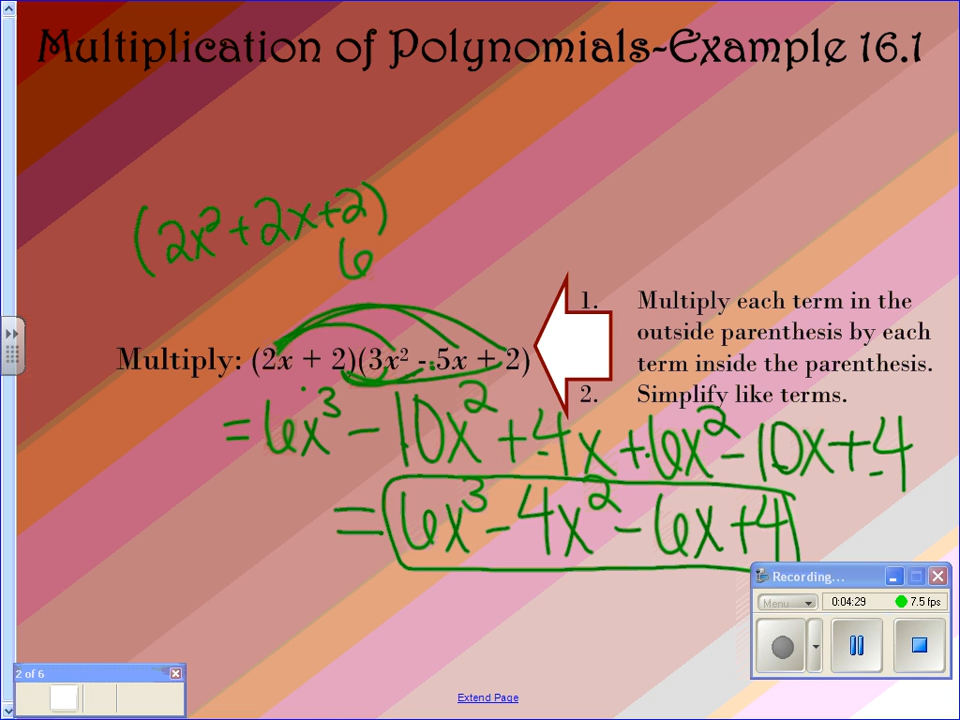 Multiplication of Polynomials-Example 16.1
(2x² + 2x + 2)
6
Multiply: (2x + 2)(3x² - 5x + 2)
1. Multiply each term in the
outside parenthesis by each
term inside the parenthesis.
2. Simplify like terms.
= 6x³ - 10x² + 4x + 6x² - 10x + 4
= 6x³ - 4x² - 6x + 4
Recording...
Menu
0:04:29
7.5 fps
2 of 6
Extend Page